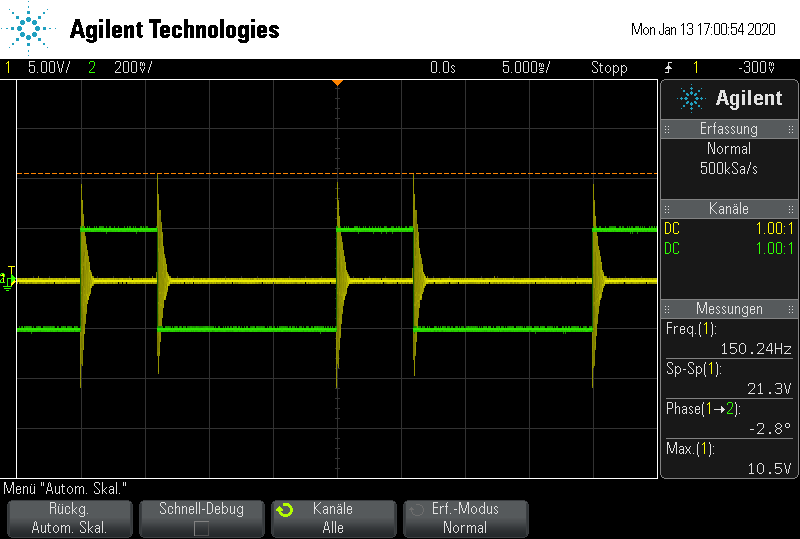 Agilent Technologies
Mon Jan 13 17:00:54 2020
1 5.00V/ 2 200mV/ 0.0s 5.000ms/ Stopp 1 -300mV
Agilent
Erfassung
Normal
500kSa/s
Kanäle
DC 1.00:1
DC 1.00:1
Messungen
Freq.(1):
150.24Hz
Sp-Sp(1):
21.3V
Phase(1→2):
-2.8°
Max.(1):
10.5V
T
Menü "Autom. Skal."
Rückg. Autom. Skal.
Schnell-Debug
Kanäle
Alle
Erf.-Modus
Normal